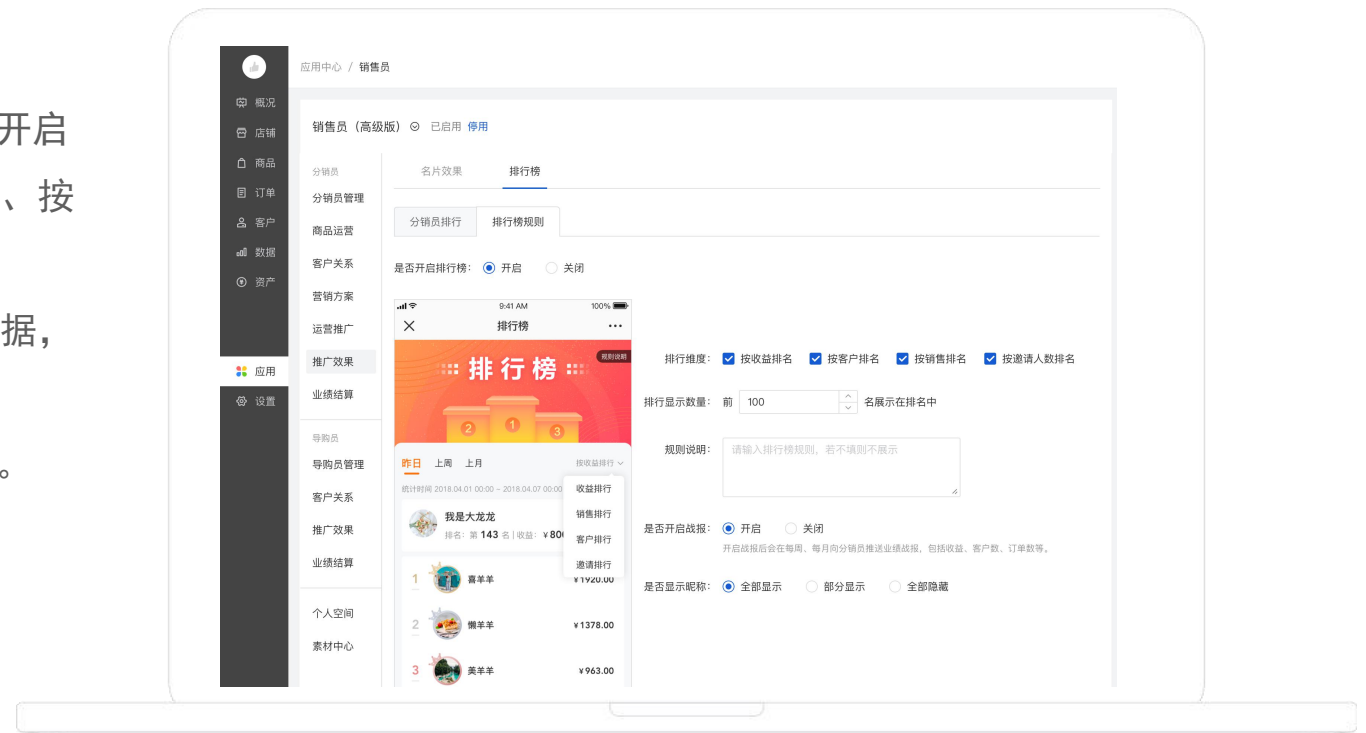 开启
、按
据，
。
应用中心 / 销售员
概况
店铺
商品
订单
客户
数据
资产
应用
设置
销售员（高级版） 已启用 停用
分销员
分销员管理
商品运营
客户关系
营销方案
运营推广
推广效果
业绩结算
导购员
导购员管理
客户关系
推广效果
业绩结算
个人空间
素材中心
名片效果 排行榜
分销员排行 排行榜规则
是否开启排行榜： 开启 关闭
9:41 AM 100%
排行榜
规则说明
排行榜
2 1 3
昨日 上周 上月 按收益排行
统计时间 2018.04.01 00:00 ~ 2018.04.07 00:00
收益排行
销售排行
客户排行
邀请排行
我是大龙龙
排名：第 143 名 | 收益：¥800
1 喜羊羊 ¥1920.00
2 懒羊羊 ¥1378.00
3 美羊羊 ¥963.00
排行维度： 按收益排名 按客户排名 按销售排名 按邀请人数排名
排行显示数量： 前 100 名展示在排名中
规则说明： 请输入排行榜规则，若不填则不展示
是否开启战报： 开启 关闭
开启战报后会在每周、每月向分销员推送业绩战报，包括收益、客户数、订单数等。
是否显示昵称： 全部显示 部分显示 全部隐藏